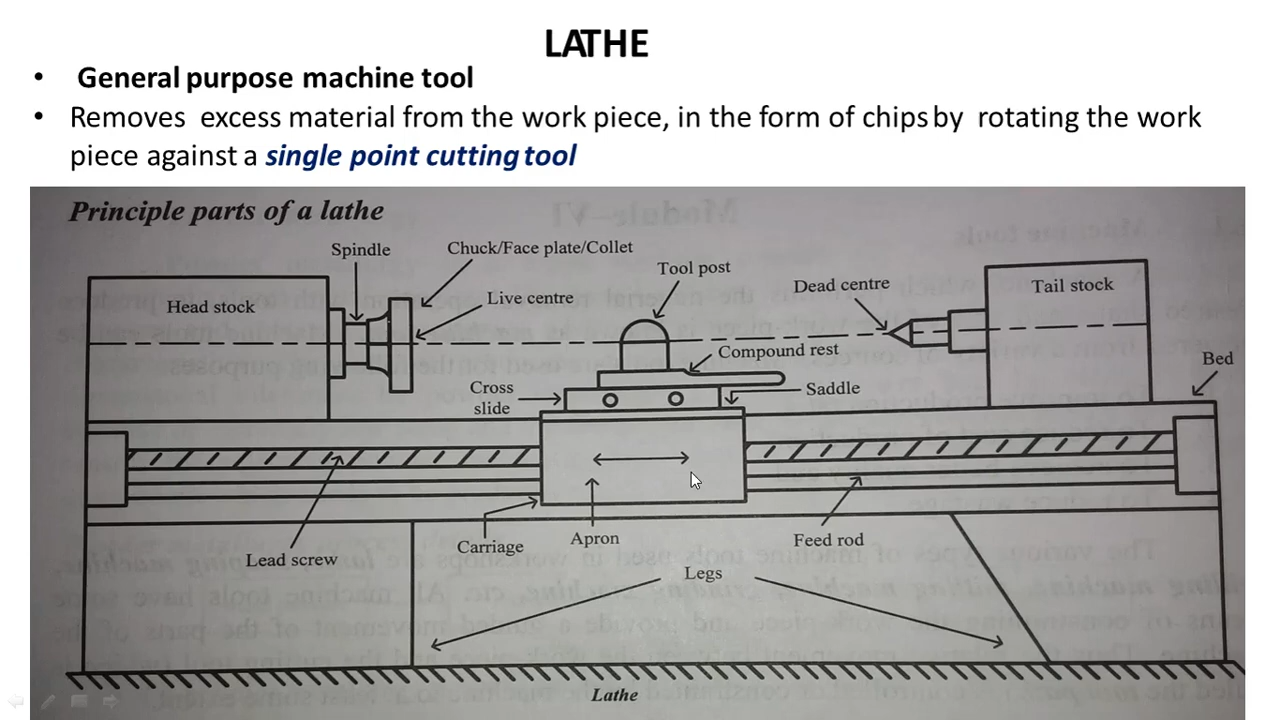 LATHE
• General purpose machine tool
• Removes excess material from the work piece, in the form of chips by rotating the work
piece against a single point cutting tool
Principle parts of a lathe
Spindle
Chuck/Face plate/Collet
Tool post
Head stock
Live centre
Dead centre
Tail stock
Compound rest
Bed
Cross
slide
Saddle
Lead screw
Carriage
Apron
Feed rod
Legs
Lathe